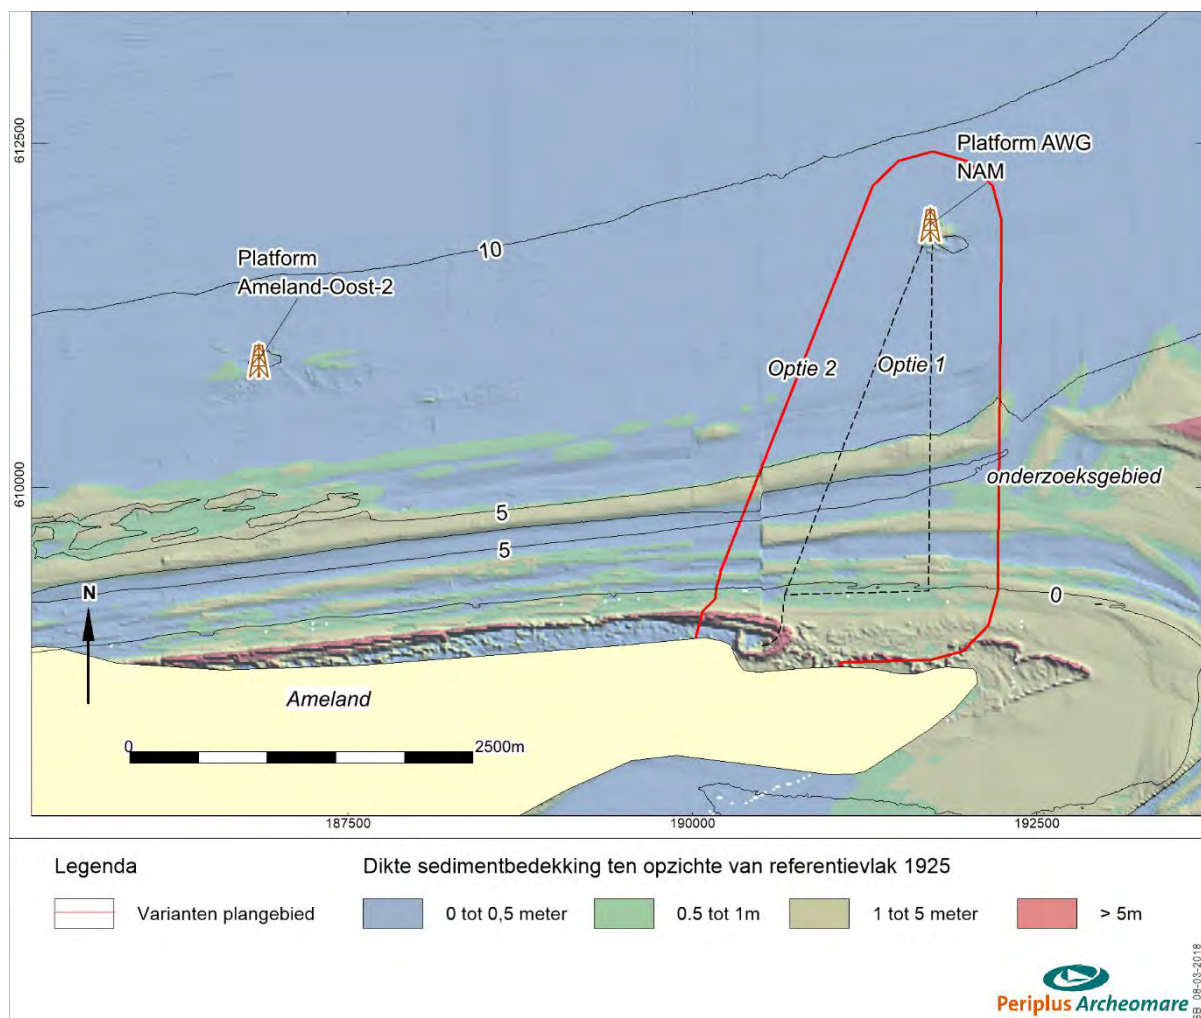 612500
Platform AWG
NAM
10
Platform
Ameland-Oost-2
Optie 2
Optie 1
610000
onderzoeksgebied
5
5
N
0
Ameland
0
2500m
187500
190000
192500
Legenda
Dikte sedimentbedekking ten opzichte van referentievlak 1925
Varianten plangebied
0 tot 0,5 meter
0.5 tot 1m
1 tot 5 meter
> 5m
Periplus Archeomare
SB 08-03-2018